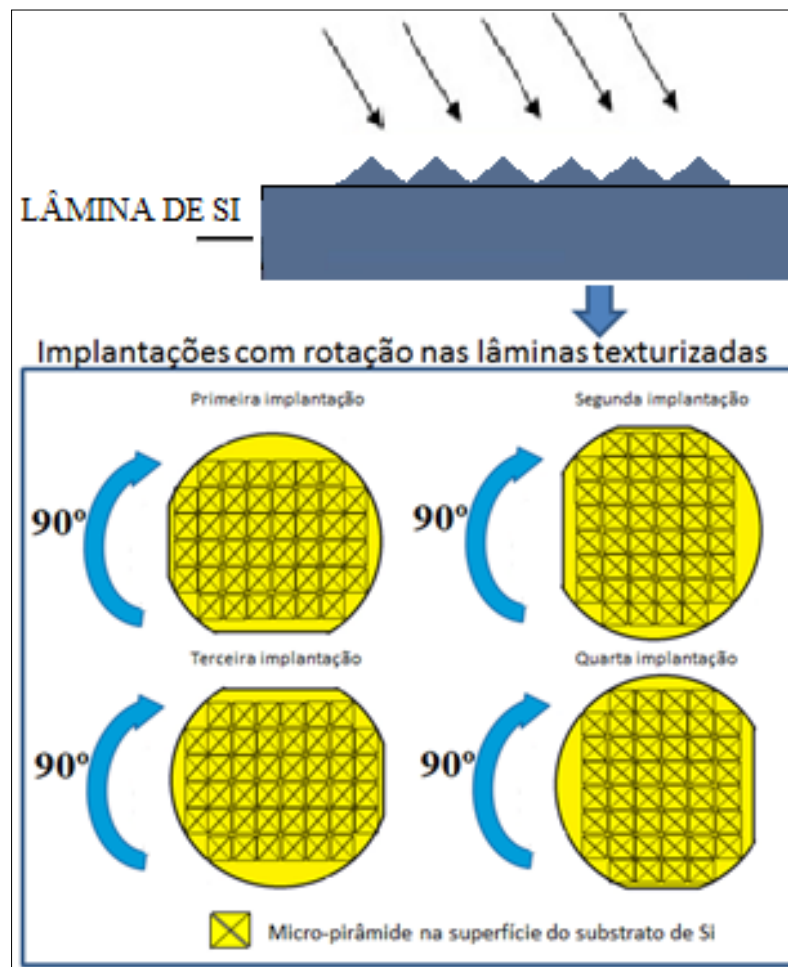 LÂMINA DE SI
Implantações com rotação nas lâminas texturizadas
Primeira implantação
Segunda implantação
90º
90º
Terceira implantação
Quarta implantação
90º
90º
Micro-pirâmide na superfície do substrato de Si